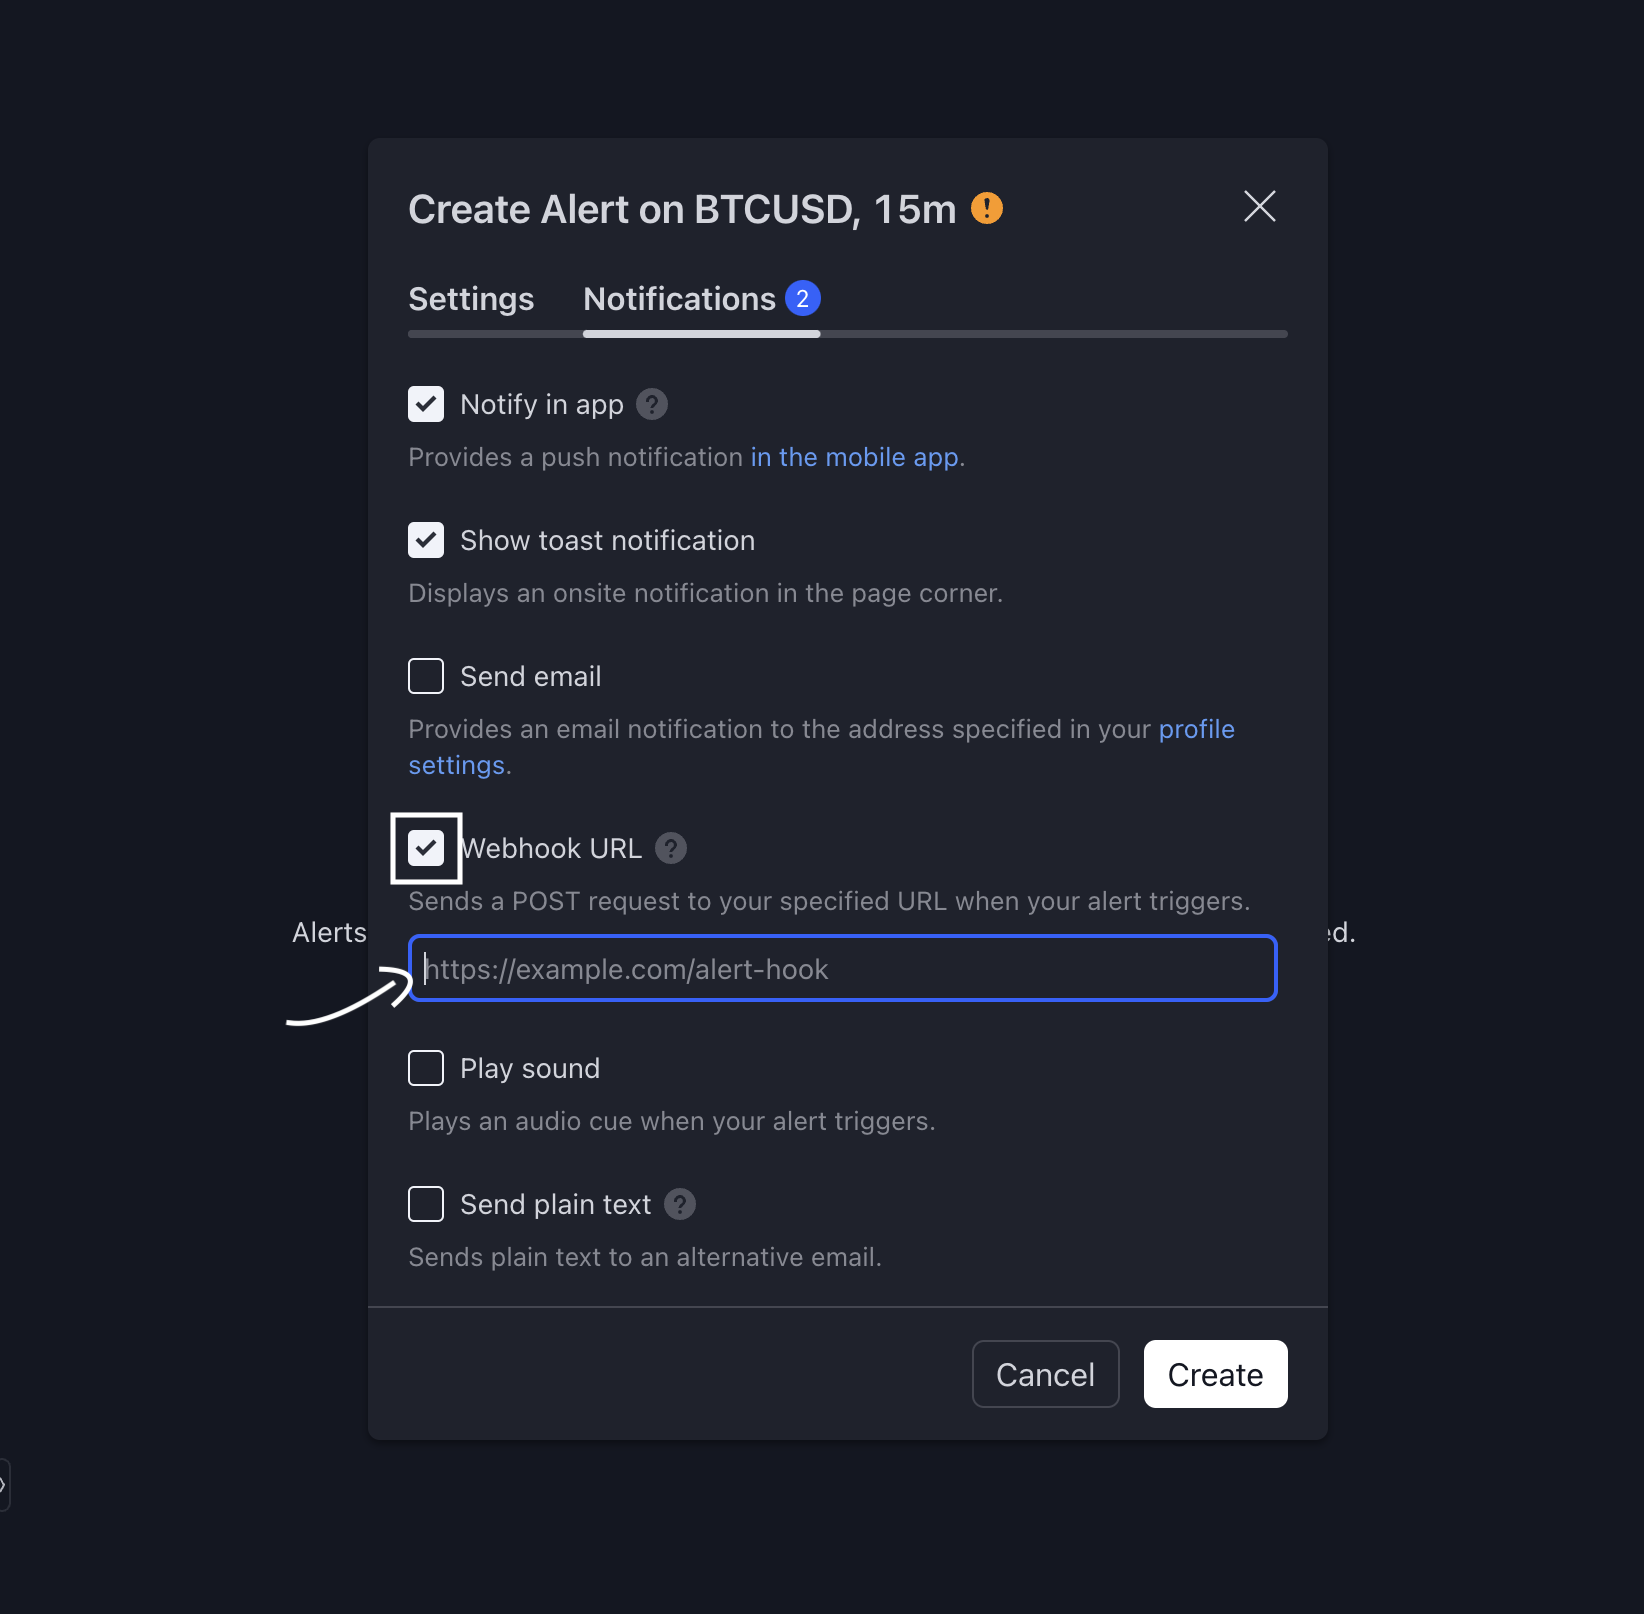 Create Alert on BTCUSD, 15m
Settings Notifications 2
Notify in app
Provides a push notification in the mobile app.
Show toast notification
Displays an onsite notification in the page corner.
Send email
Provides an email notification to the address specified in your profile
settings.
Webhook URL
Sends a POST request to your specified URL when your alert triggers.
Alerts
ed.
https://example.com/alert-hook
Play sound
Plays an audio cue when your alert triggers.
Send plain text
Sends plain text to an alternative email.
Cancel Create